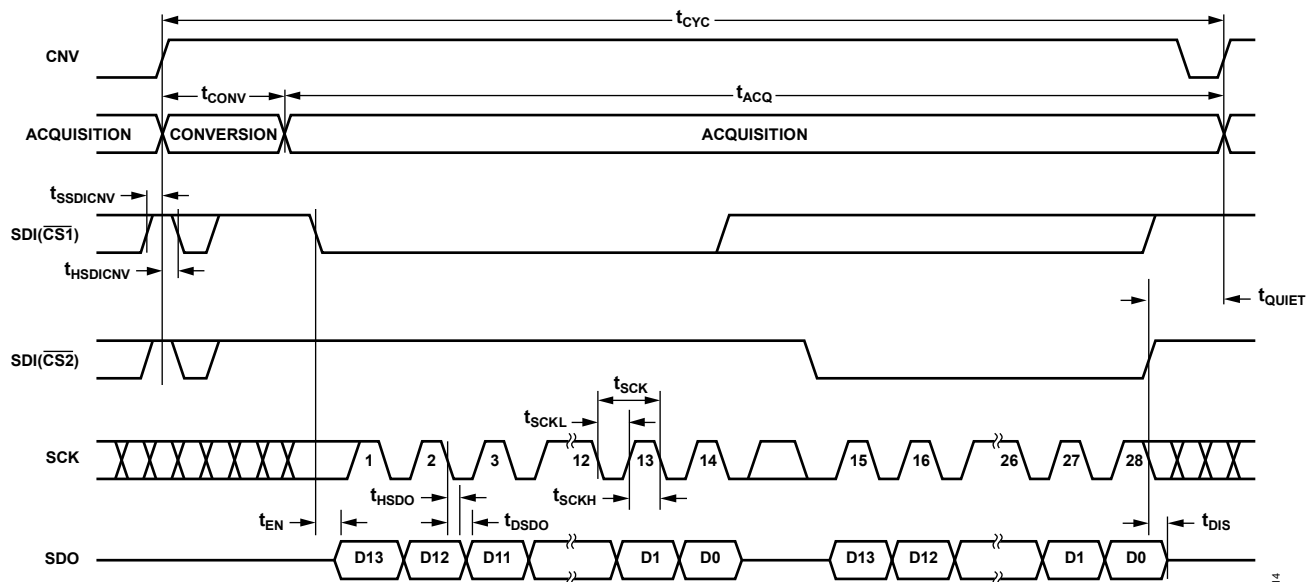 tCYC
CNV
tCONV
tACQ
ACQUISITION CONVERSION ACQUISITION
tSSDICNV
SDI(CS1)
tHSDICNV
tQUIET
SDI(CS2)
tSCK
tSCKL
SCK 1 2 3 12 13 14 15 16 26 27 28
tHSDO tSCKH
tEN tDSDO tDIS
SDO D13 D12 D11 D1 D0 D13 D12 D1 D0